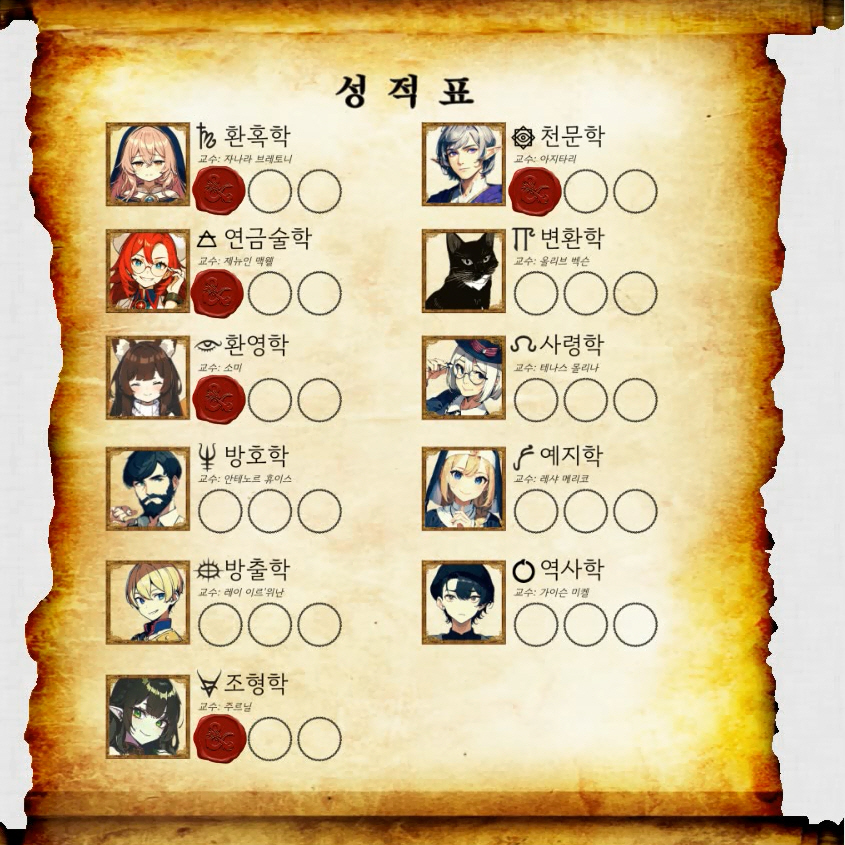 성적표
환혹학
교수: 자나라 브레토니
연금술학
교수: 제뉴인 맥웰
환영학
교수: 소미
방호학
교수: 안테노르 휴이스
방출학
교수: 레이 이르'위난
조형학
교수: 주르닐
천문학
교수: 아지타리
변환학
교수: 올리브 벡슨
사령학
교수: 테나스 폴리나
예지학
교수: 래샤 메리코
역사학
교수: 가이슨 미켐